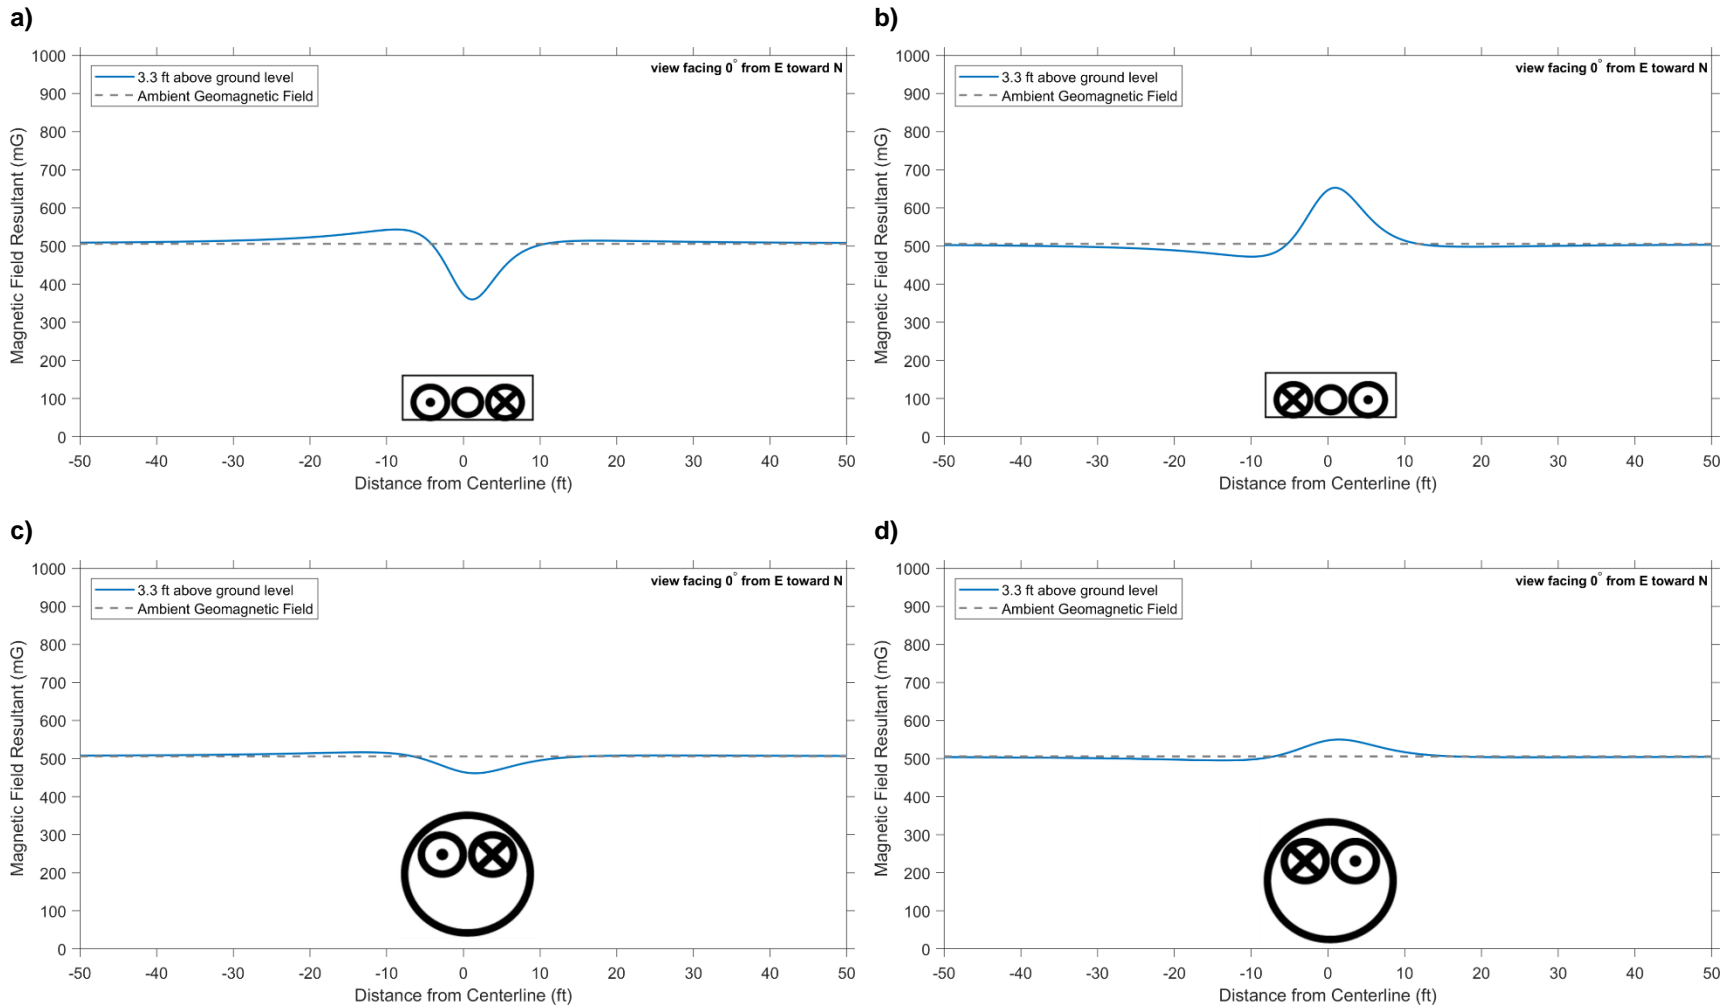 a)
1000
900
800
700
600
500
400
300
200
100
0
-50 -40 -30 -20 -10 0 10 20 30 40 50
Magnetic Field Resultant (mG)
Distance from Centerline (ft)
3.3 ft above ground level
Ambient Geomagnetic Field
view facing 0° from E toward N
b)
1000
900
800
700
600
500
400
300
200
100
0
-50 -40 -30 -20 -10 0 10 20 30 40 50
Magnetic Field Resultant (mG)
Distance from Centerline (ft)
3.3 ft above ground level
Ambient Geomagnetic Field
view facing 0° from E toward N
c)
1000
900
800
700
600
500
400
300
200
100
0
-50 -40 -30 -20 -10 0 10 20 30 40 50
Magnetic Field Resultant (mG)
Distance from Centerline (ft)
3.3 ft above ground level
Ambient Geomagnetic Field
view facing 0° from E toward N
d)
1000
900
800
700
600
500
400
300
200
100
0
-50 -40 -30 -20 -10 0 10 20 30 40 50
Magnetic Field Resultant (mG)
Distance from Centerline (ft)
3.3 ft above ground level
Ambient Geomagnetic Field
view facing 0° from E toward N